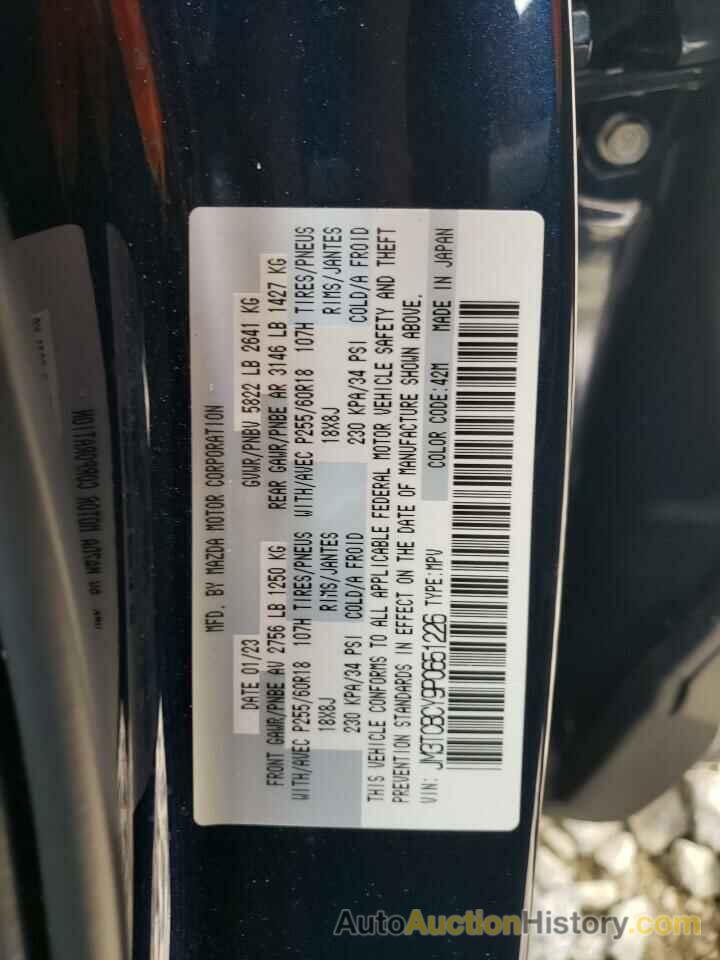 MFD. BY MAZDA MOTOR CORPORATION
DATE 01/23 GVWR/PNBV 5822 LB 2641 KG
FRONT GAWR/PNBE AV 2756 LB 1250 KG REAR GAWR/PNBE AR 3146 LB 1427 KG
WITH/AVEC P255/60R18 107H TIRES/PNEUS WITH/AVEC P255/60R18 107H TIRES/PNEUS
18X8J RIMS/JANTES 18X8J RIMS/JANTES
230 KPA/34 PSI COLD/A FROID 230 KPA/34 PSI COLD/A FROID
THIS VEHICLE CONFORMS TO ALL APPLICABLE FEDERAL MOTOR VEHICLE SAFETY AND THEFT
PREVENTION STANDARDS IN EFFECT ON THE DATE OF MANUFACTURE SHOWN ABOVE.
VIN: JM3TCBCY9P0651226 TYPE:MPV COLOR CODE:42M MADE IN JAPAN
AutoAuctionHistory.com